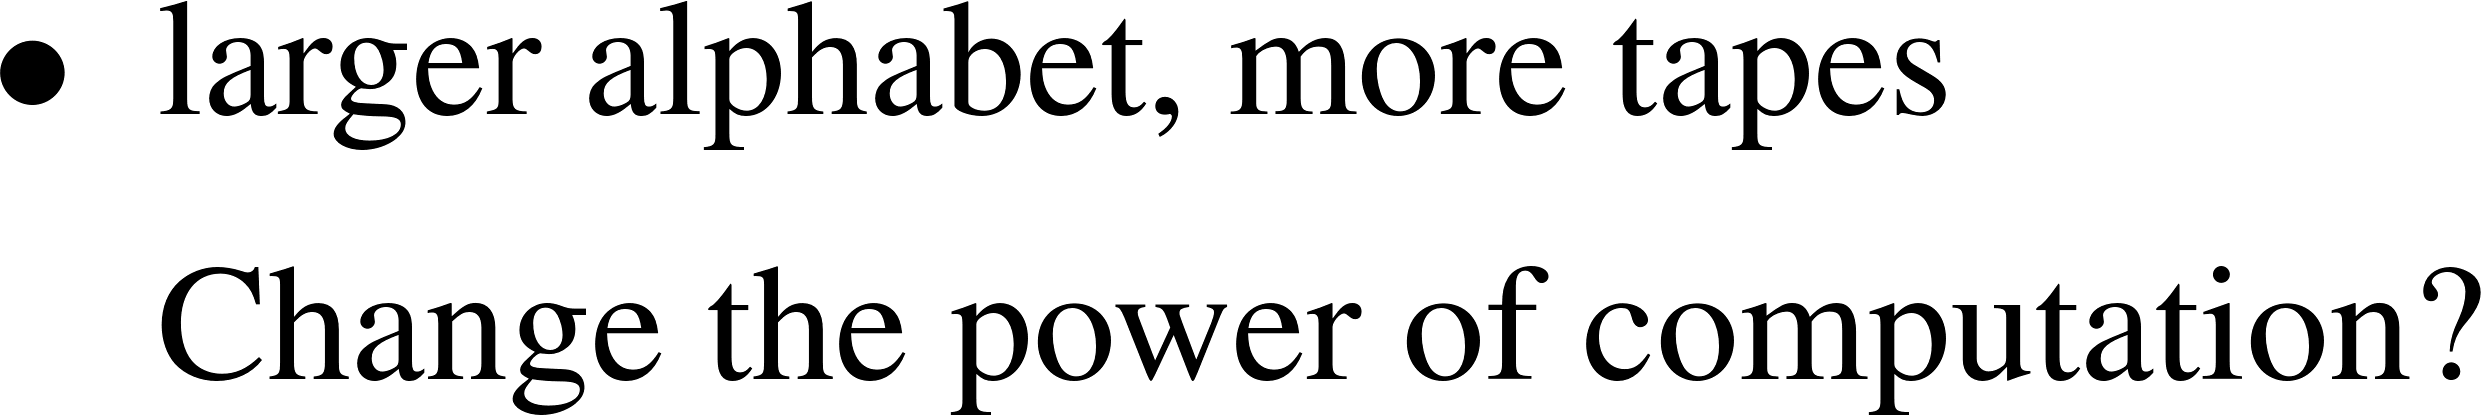 • larger alphabet, more tapes
Change the power of computation?